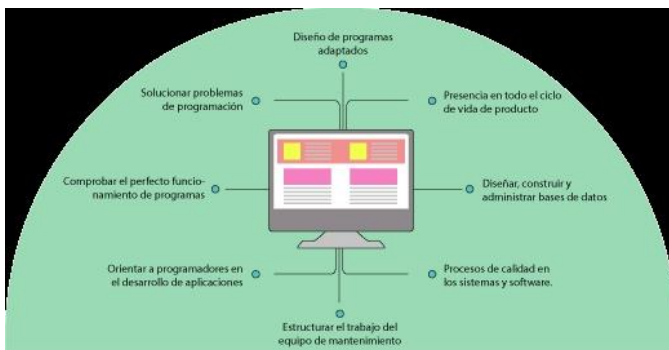 Diseño de programas
adaptados
Solucionar problemas
de programación
Presencia en todo el ciclo
de vida de producto
Comprobar el perfecto funcio-
namiento de programas
Diseñar, construir y
administrar bases de datos
Orientar a programadores en
el desarrollo de aplicaciones
Procesos de calidad en
los sistemas y software.
Estructurar el trabajo del
equipo de mantenimiento